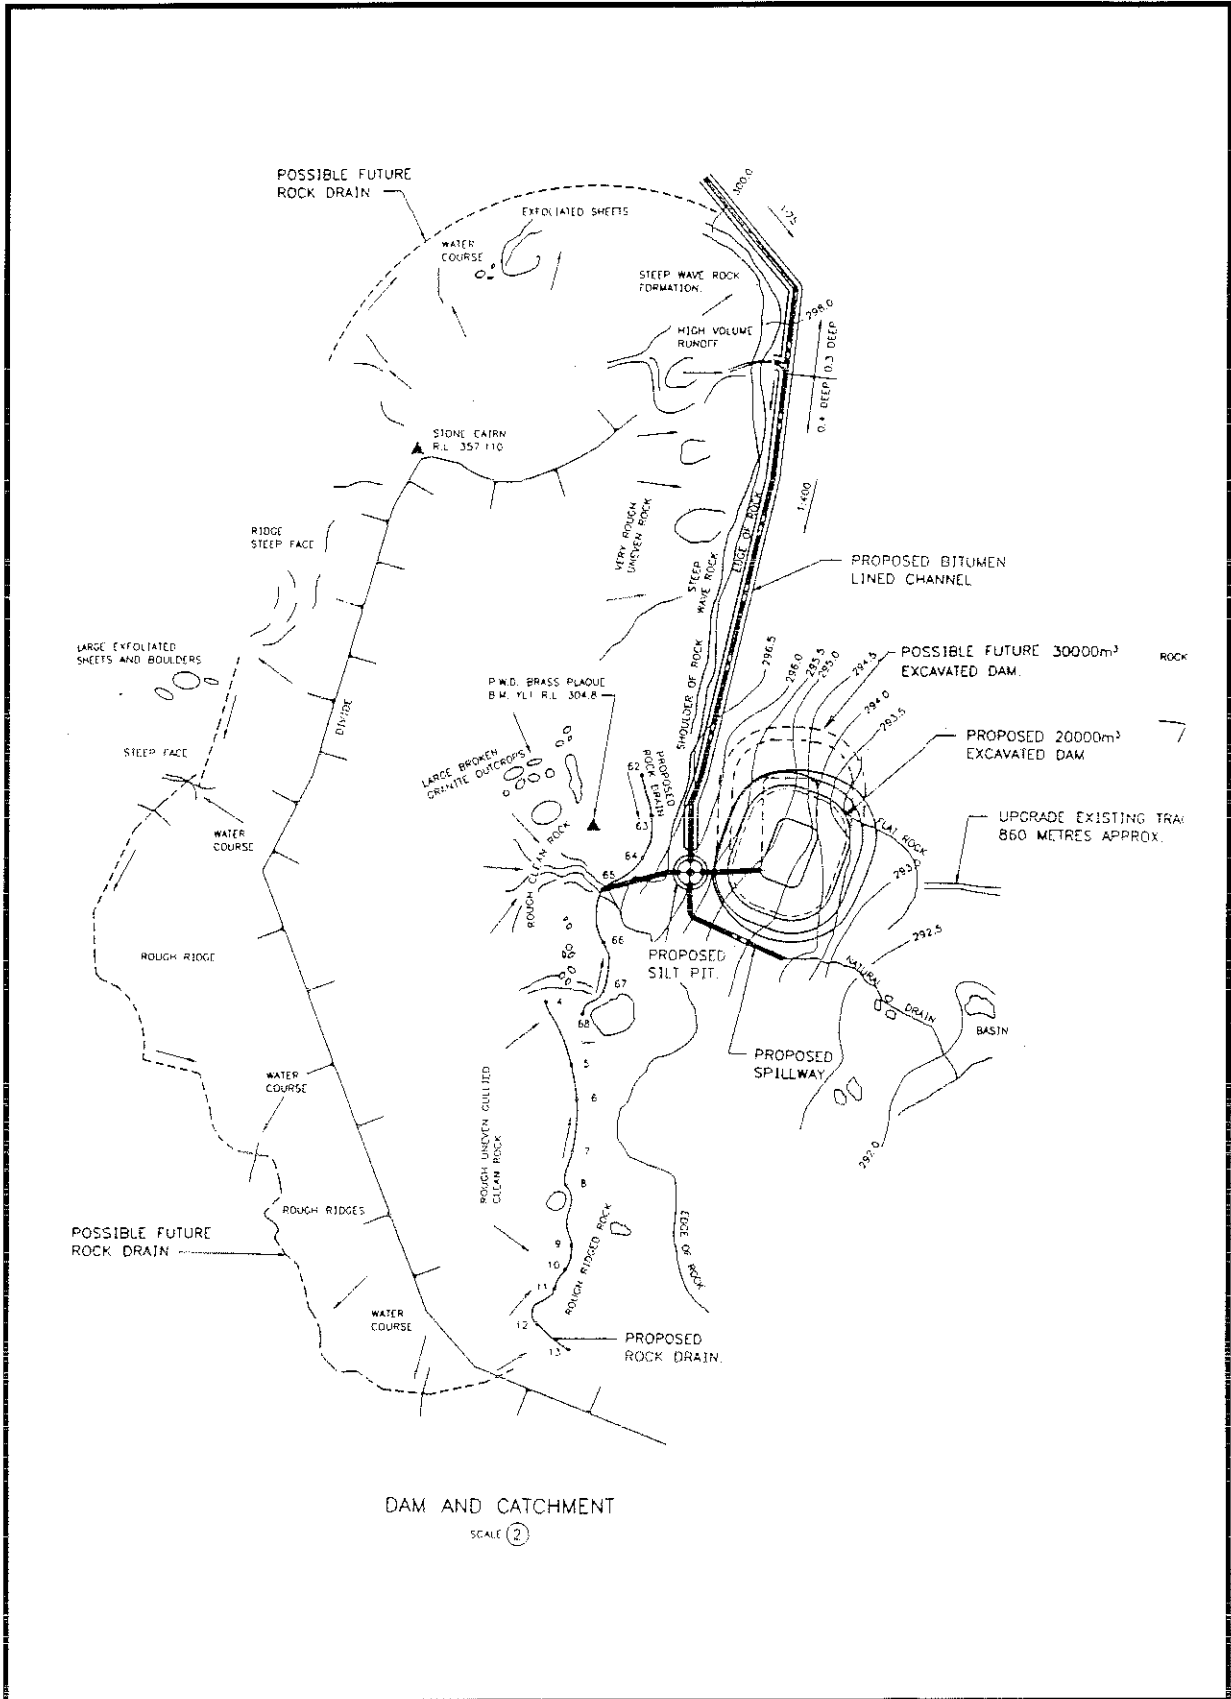 POSSIBLE FUTURE
ROCK DRAIN
EXFOLIATED SHEETS
WATER
COURSE
300.0
1:75
STEEP WAVE ROCK
FORMATION.
HIGH VOLUME
RUNOFF
298.0
0.3 DEEP
0.4 DEEP
STONE CAIRN
R.L. 357.110
1:400
RIDGE
STEEP FACE
VERY ROUGH
UNEVEN ROCK
STEEP
WAVE ROCK
EDGE OF ROCK
PROPOSED BITUMEN
LINED CHANNEL
LARGE EXFOLIATED
SHEETS AND BOULDERS
P.W.D. BRASS PLAQUE
B.M. YL1 R.L. 304.8
SHOULDER OF ROCK
296.5
296.0
295.5
295.0
294.5
294.0
293.5
POSSIBLE FUTURE 30000m³
EXCAVATED DAM.
ROCK
DIVIDE
STEEP FACE
LARGE BROKEN
GRANITE OUTCROPS
62
PROPOSED
ROCK DRAIN
63
PROPOSED 20000m³
EXCAVATED DAM
WATER
COURSE
FLAT ROCK
UPGRADE EXISTING TRA
860 METRES APPROX.
64
65
293.0
ROUGH CLEAN ROCK
66
292.5
ROUGH RIDGE
PROPOSED
SILT PIT.
NATURAL
DRAIN
67
4
68
BASIN
PROPOSED
SPILLWAY
5
WATER
COURSE
6
ROUGH UNEVEN GULLIED
CLEAN ROCK
7
292.0
8
ROUGH RIDGES
POSSIBLE FUTURE
ROCK DRAIN
9
10
11
ROUGH RIDGED ROCK
EDGE OF ROCK
WATER
COURSE
12
13
PROPOSED
ROCK DRAIN.
DAM AND CATCHMENT
SCALE 2